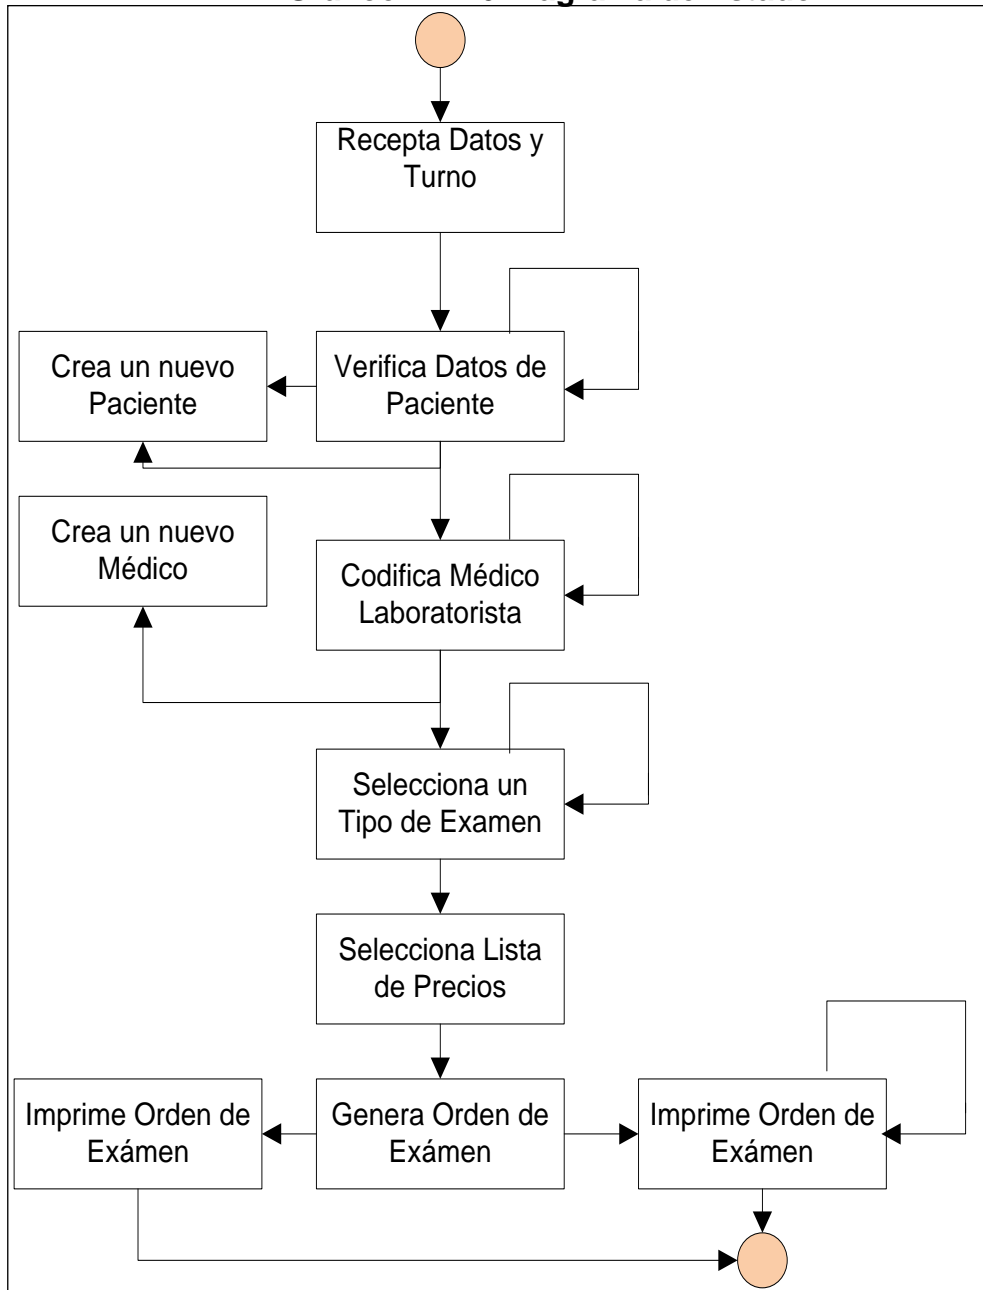 Recepta Datos y
Turno
Crea un nuevo
Paciente
Verifica Datos de
Paciente
Crea un nuevo
Médico
Codifica Médico
Laboratorista
Selecciona un
Tipo de Examen
Selecciona Lista
de Precios
Imprime Orden de
Exámen
Genera Orden de
Exámen
Imprime Orden de
Exámen